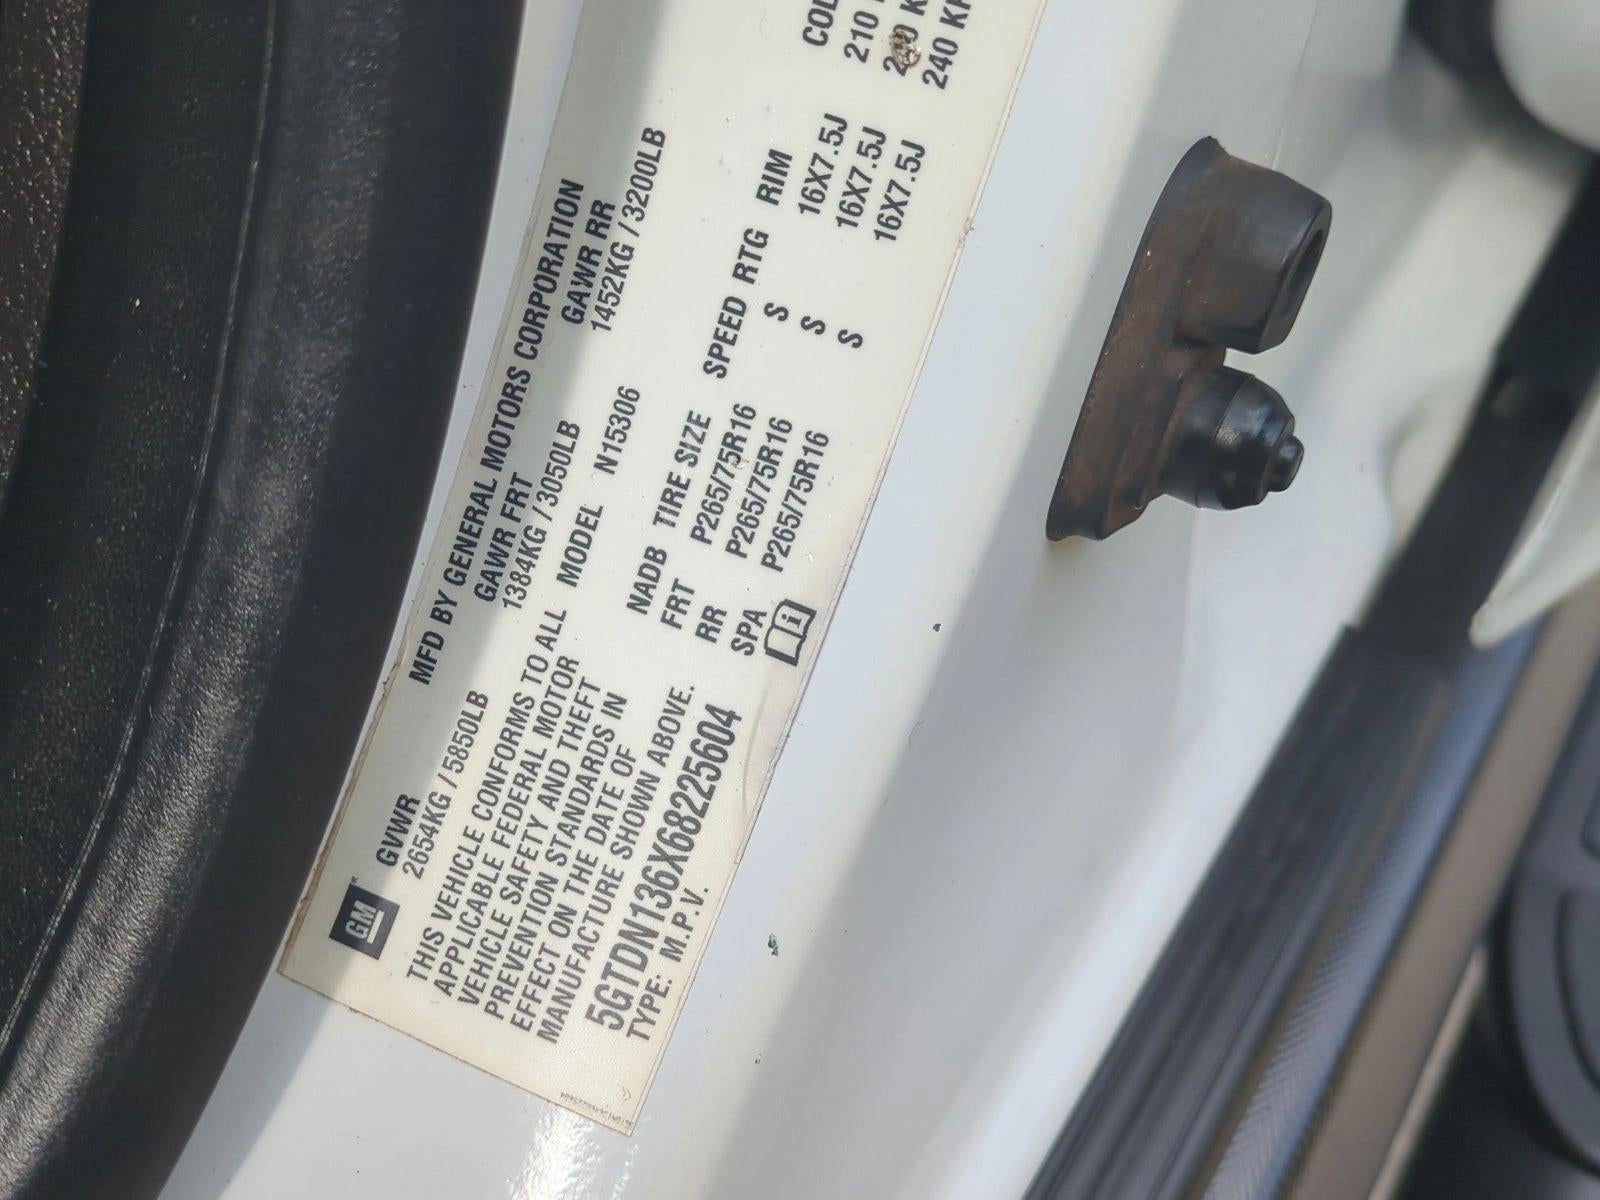 MFD BY GENERAL MOTORS CORPORATION
GM
GVWR GAWR FRT GAWR RR
2654KG / 5850LB 1384KG / 3050LB 1452KG / 3200LB
THIS VEHICLE CONFORMS TO ALL
APPLICABLE FEDERAL MOTOR
VEHICLE SAFETY AND THEFT
PREVENTION STANDARDS IN
EFFECT ON THE DATE OF
MANUFACTURE SHOWN ABOVE.
5GTDN136X68225604
TYPE: M.P.V.
MODEL N15306
NADB TIRE SIZE SPEED RTG RIM
FRT P265/75R16 S 16X7.5J 210
RR P265/75R16 S 16X7.5J
SPA P265/75R16 S 16X7.5J 240
i